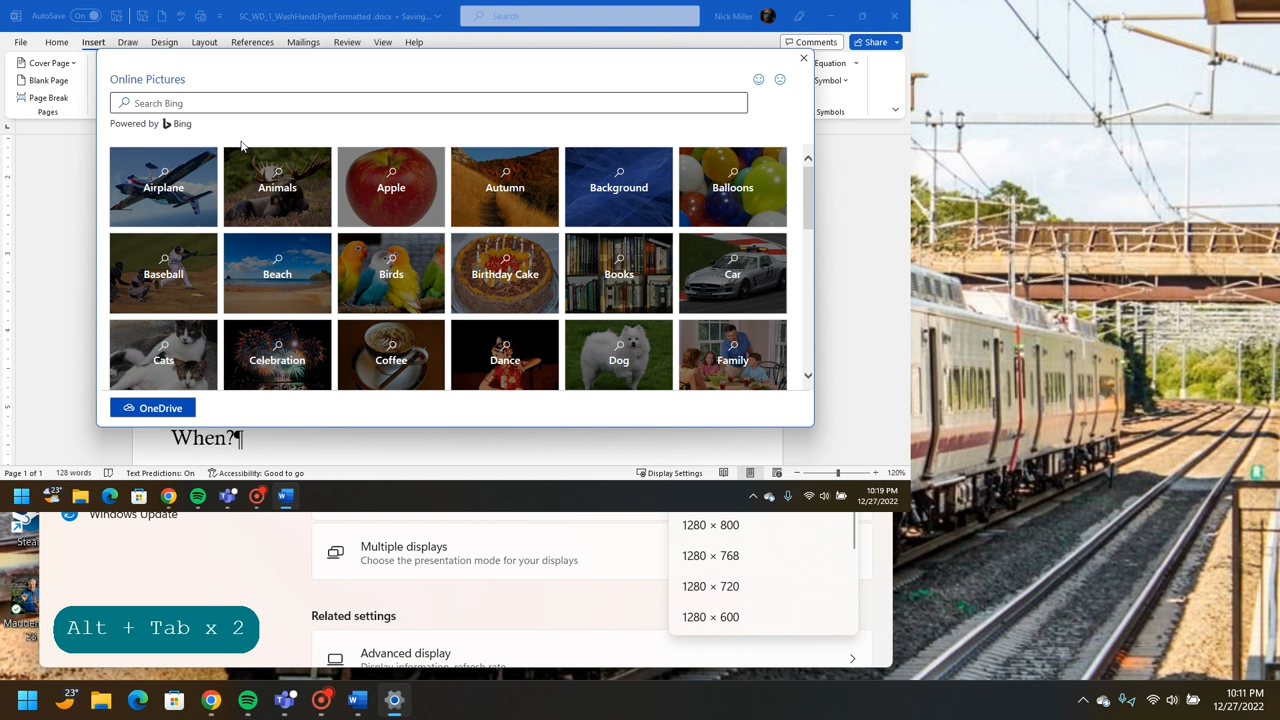 AutoSave On SC_WD_1_WashHandsFlyerFormatted .docx • Saving... Search Nick Miller
File Home Insert Draw Design Layout References Mailings Review View Help Comments Share
Cover Page Equation
Blank Page Symbol
Page Break
Pages Symbols
Online Pictures
Search Bing
Powered by Bing
Airplane Animals Apple Autumn Background Balloons
Baseball Beach Birds Birthday Cake Books Car
Cats Celebration Coffee Dance Dog Family
OneDrive
When?¶
Page 1 of 1 128 words Text Predictions: On Accessibility: Good to go Display Settings 120%
23° 10:19 PM
12/27/2022
Windows Update
1280 × 800
Multiple displays
Choose the presentation mode for your displays
1280 × 768
1280 × 720
Related settings
1280 × 600
Alt + Tab x 2
Advanced display
Display information, refresh rate
23° 10:11 PM
12/27/2022